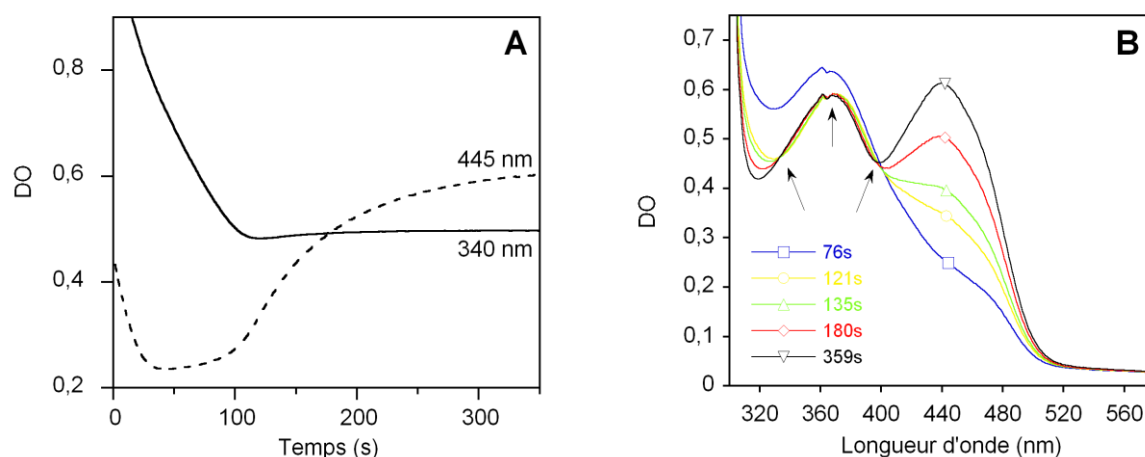 A
DO
0,8
0,6
0,4
0,2
445 nm
340 nm
0
100
200
300
Temps (s)
B
DO
0,7
0,6
0,5
0,4
0,3
0,2
0,1
0
76s
121s
135s
180s
359s
320 360 400 440 480 520 560
Longueur d'onde (nm)